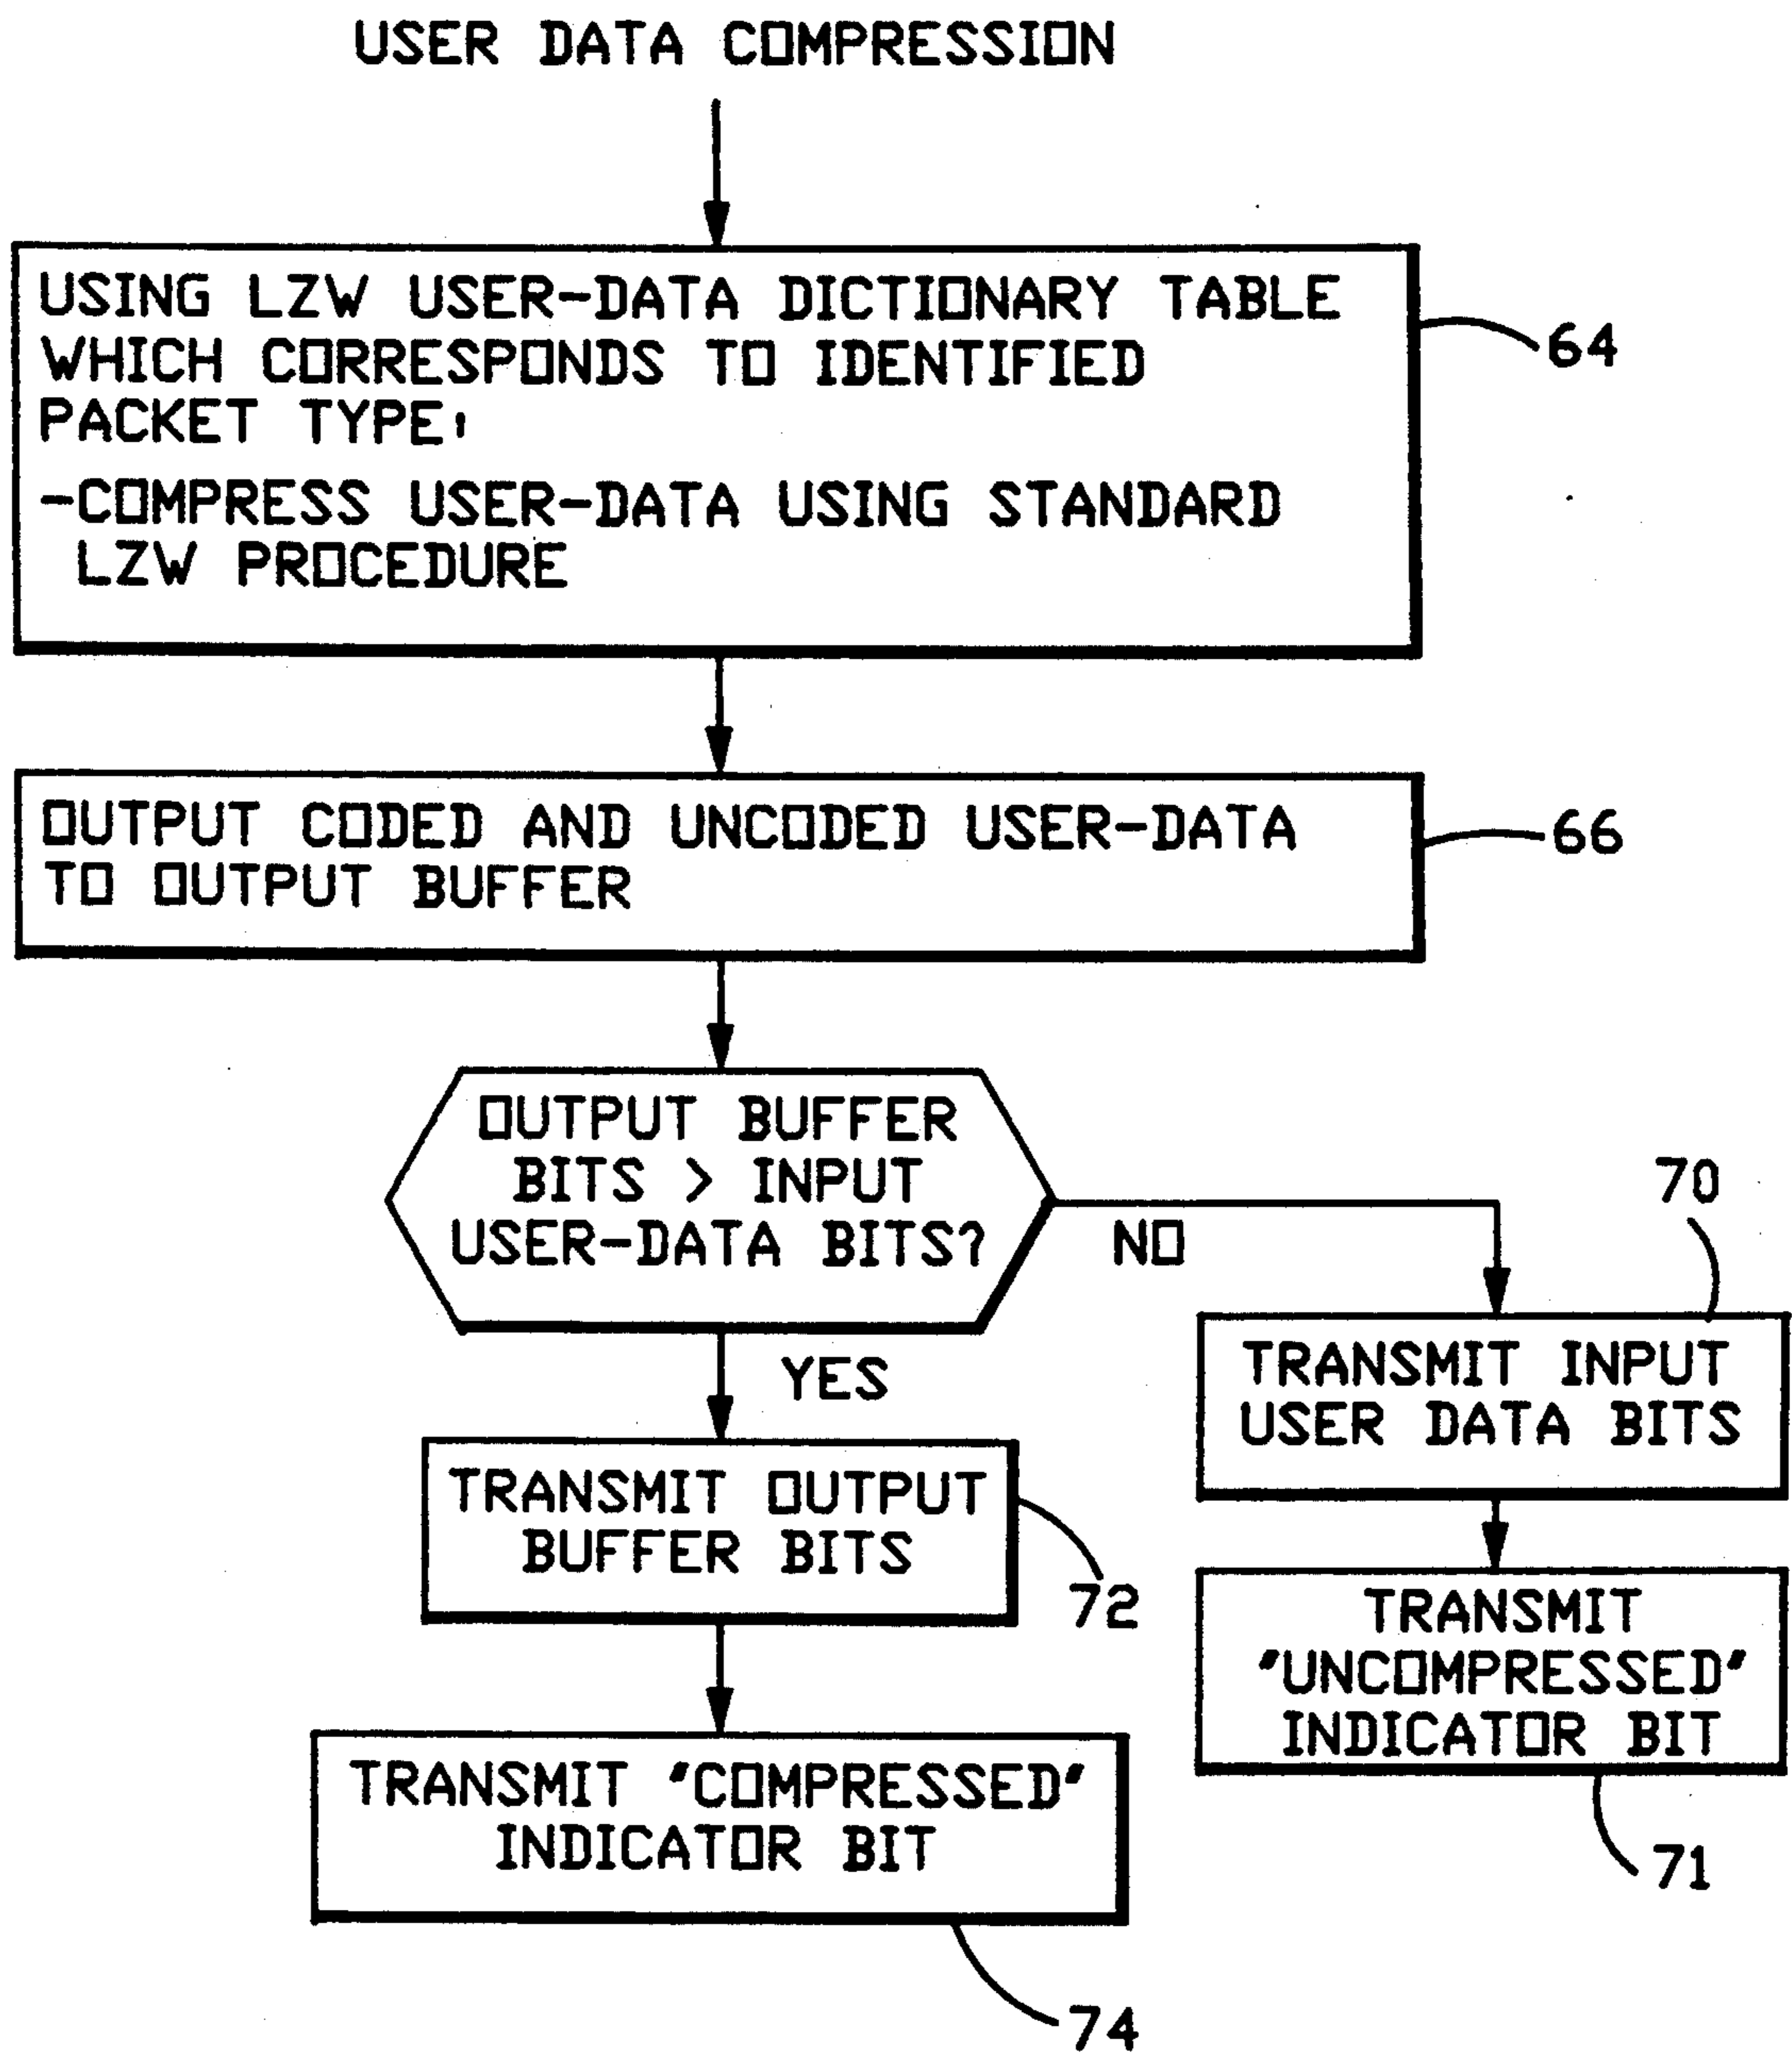 USER DATA COMPRESSION
USING LZW USER-DATA DICTIONARY TABLE
WHICH CORRESPONDS TO IDENTIFIED
PACKET TYPE:
-COMPRESS USER-DATA USING STANDARD
LZW PROCEDURE
64
OUTPUT CODED AND UNCODED USER-DATA
TO OUTPUT BUFFER
66
OUTPUT BUFFER
BITS > INPUT
USER-DATA BITS?
NO
70
YES
TRANSMIT INPUT
USER DATA BITS
TRANSMIT OUTPUT
BUFFER BITS
72
TRANSMIT
"UNCOMPRESSED"
INDICATOR BIT
71
TRANSMIT "COMPRESSED"
INDICATOR BIT
74